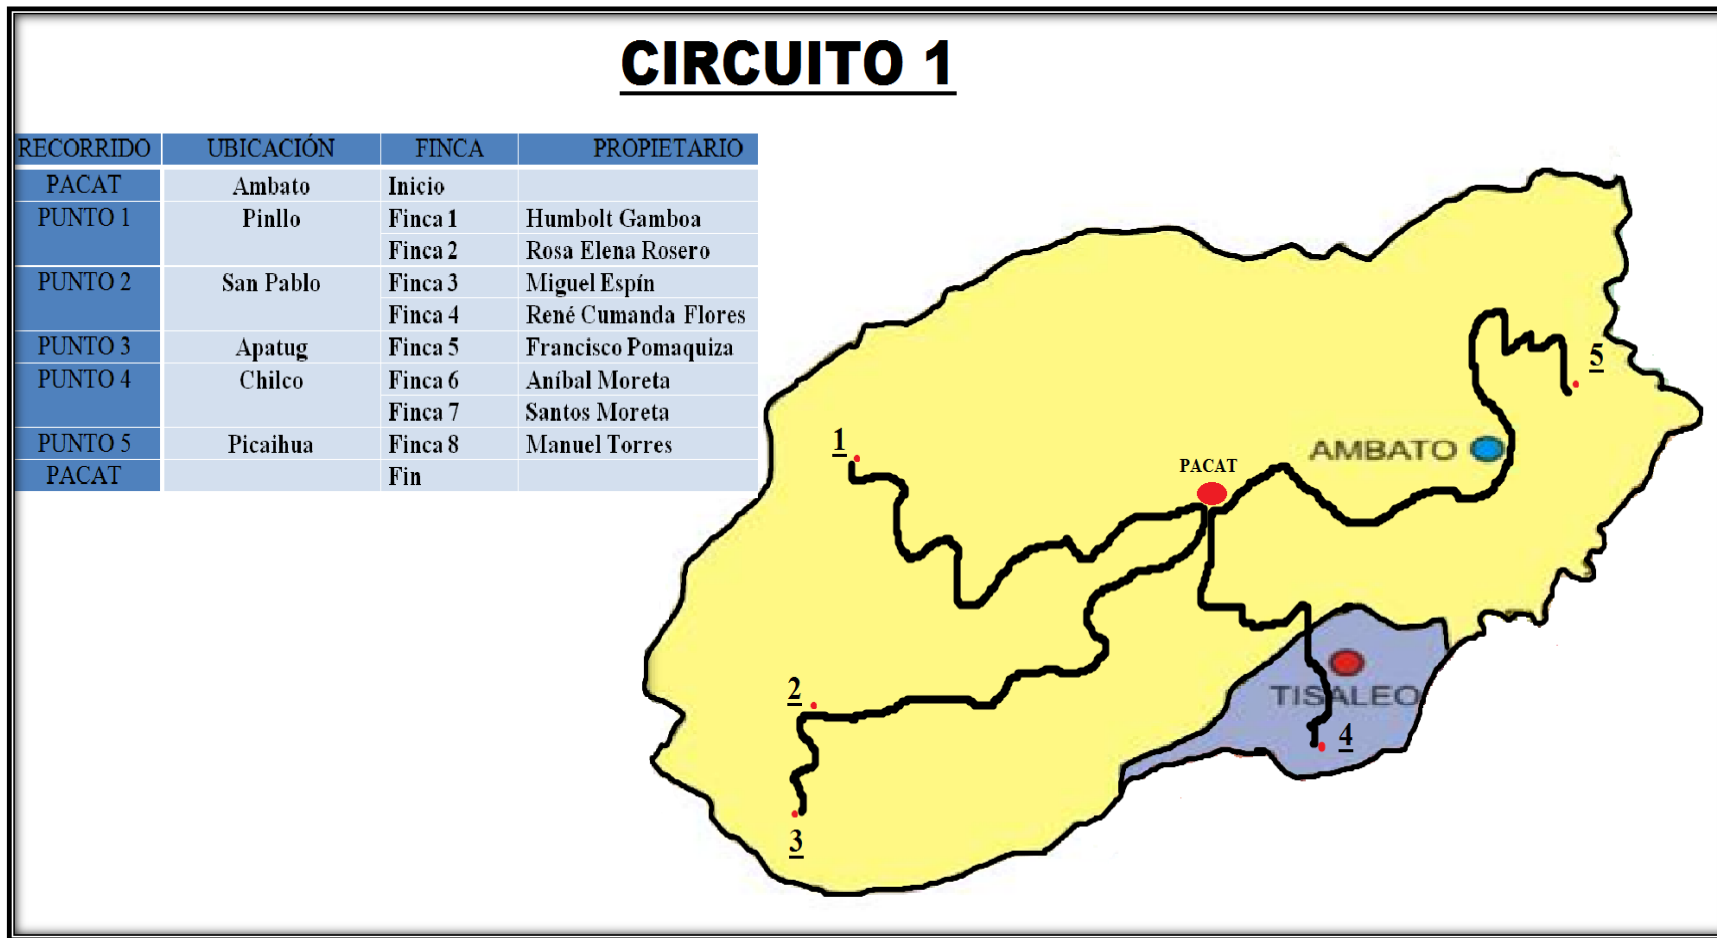 CIRCUITO 1
RECORRIDO UBICACIÓN FINCA PROPIETARIO
PACAT Ambato Inicio
PUNTO 1 Pinllo Finca 1 Humbolt Gamboa
Finca 2 Rosa Elena Rosero
PUNTO 2 San Pablo Finca 3 Miguel Espín
Finca 4 René Cumanda Flores
PUNTO 3 Apatug Finca 5 Francisco Pomaquiza
PUNTO 4 Chilco Finca 6 Aníbal Moreta
Finca 7 Santos Moreta
PUNTO 5 Picaihua Finca 8 Manuel Torres
PACAT Fin
5
1
AMBATO
PACAT
2
TISALEO
4
3